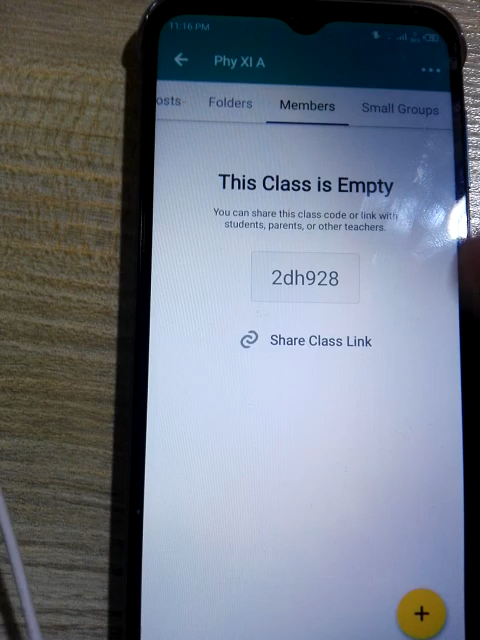 11:16 PM
Phy XI A
osts
Folders
Members
Small Groups
This Class is Empty
You can share this class code or link with
students, parents, or other teachers.
2dh928
Share Class Link
+